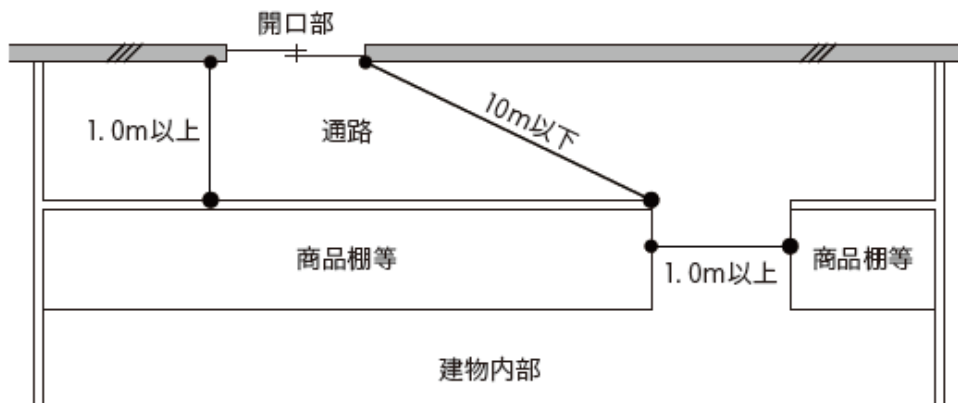 開口部
1.0m以上
通路
10m以下
商品棚等
1.0m以上
商品棚等
建物内部